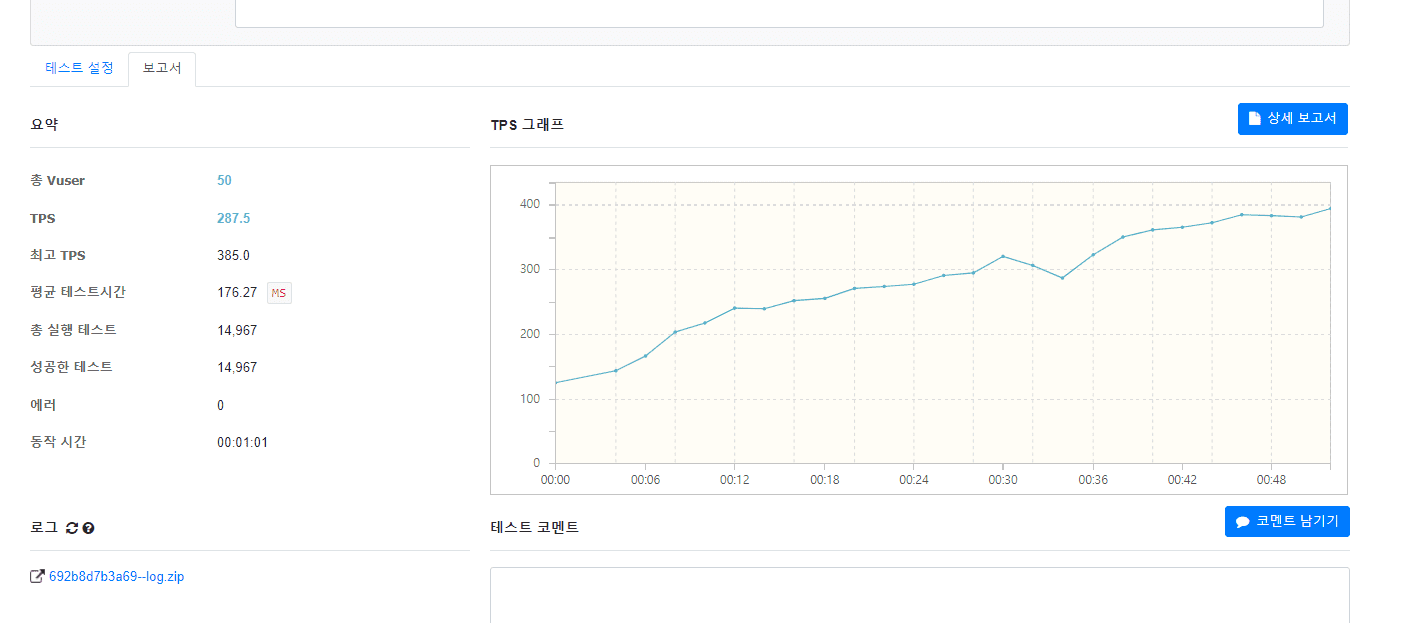 테스트 설정
보고서
요약
총 Vuser 50
TPS 287.5
최고 TPS 385.0
평균 테스트시간 176.27 MS
총 실행 테스트 14,967
성공한 테스트 14,967
에러 0
동작 시간 00:01:01
로그
692b8d7b3a69--log.zip
TPS 그래프
상세 보고서
400
300
200
100
0
00:00 00:06 00:12 00:18 00:24 00:30 00:36 00:42 00:48
테스트 코멘트
코멘트 남기기